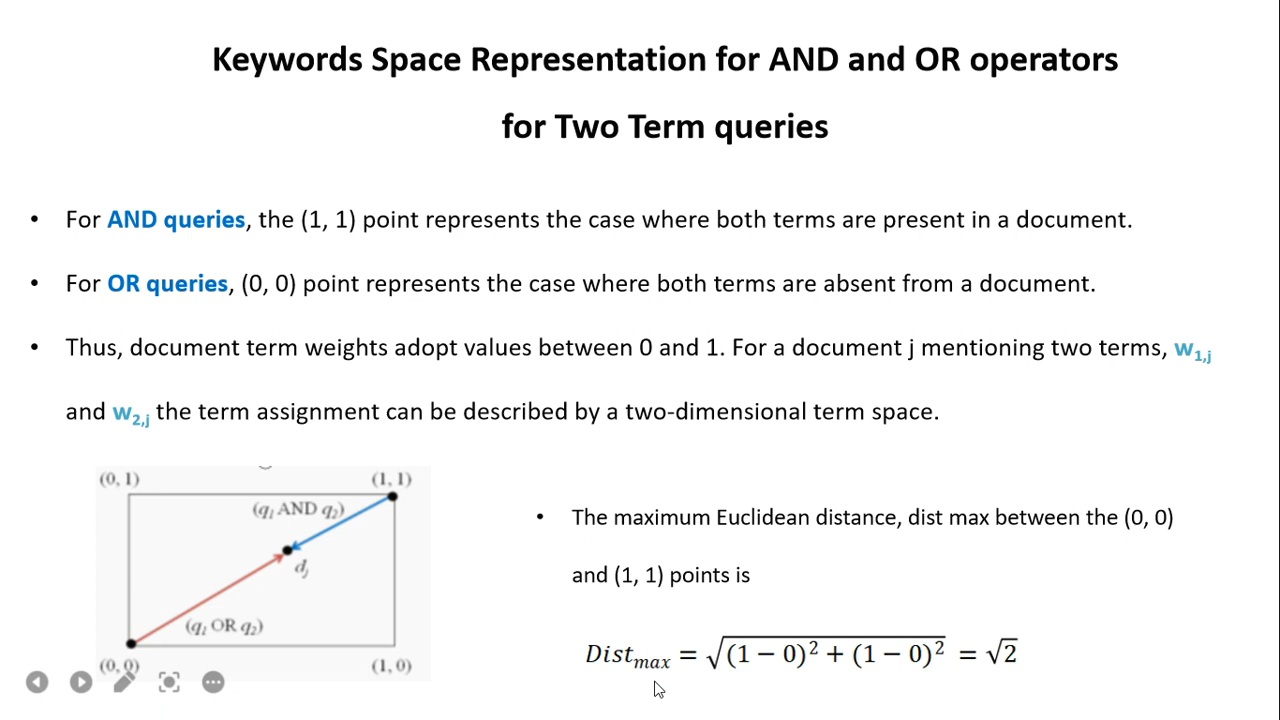 Keywords Space Representation for AND and OR operators
for Two Term queries
• For AND queries, the (1, 1) point represents the case where both terms are present in a document.
• For OR queries, (0, 0) point represents the case where both terms are absent from a document.
• Thus, document term weights adopt values between 0 and 1. For a document j mentioning two terms, w₁,ⱼ
and w₂,ⱼ the term assignment can be described by a two-dimensional term space.
(0, 1)
(1, 1)
(q₁ AND q₂)
dⱼ
(q₁ OR q₂)
(0, 0)
(1, 0)
• The maximum Euclidean distance, dist max between the (0, 0)
and (1, 1) points is
Dist_max = √((1 − 0)² + (1 − 0)²) = √2